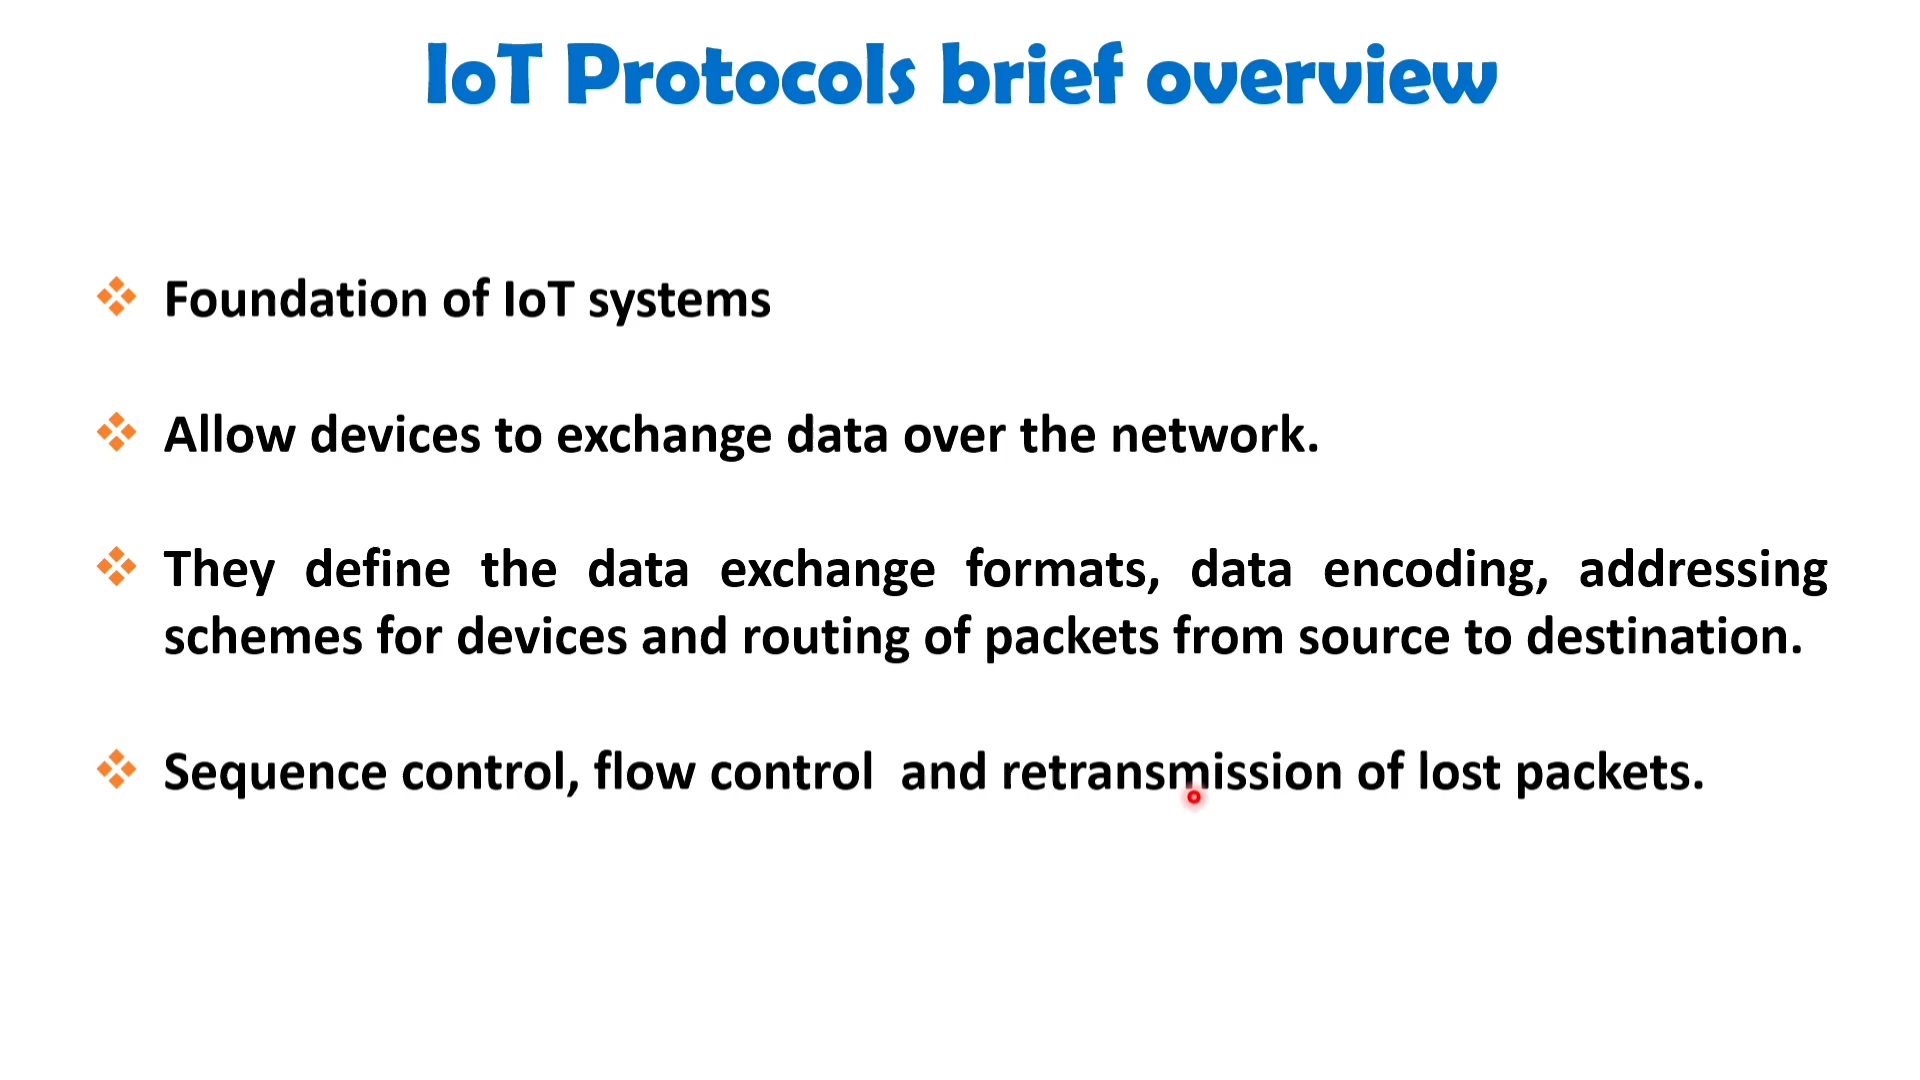 IoT Protocols brief overview
Foundation of IoT systems
Allow devices to exchange data over the network.
They define the data exchange formats, data encoding, addressing
schemes for devices and routing of packets from source to destination.
Sequence control, flow control  and retransmission of lost packets.